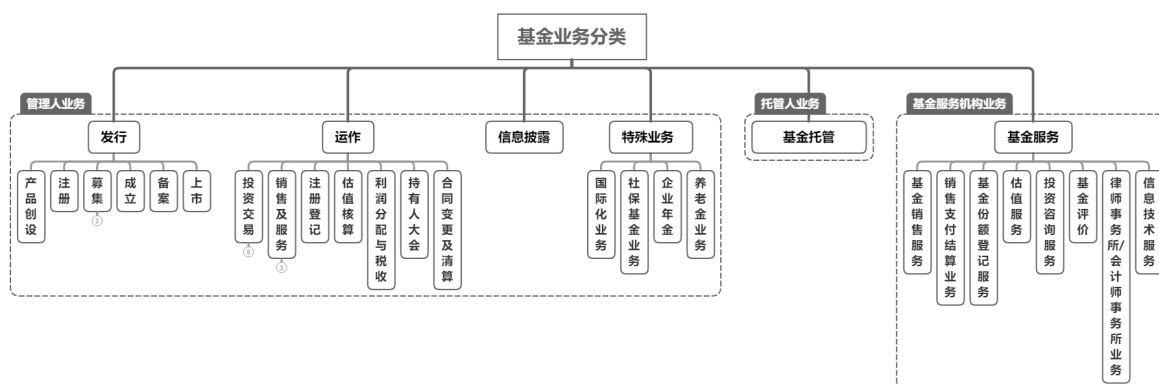 基金业务分类
管理人业务
托管人业务
基金服务机构业务
发行
运作
信息披露
特殊业务
基金托管
基金服务
产品创设
注册
募集
2
成立
备案
上市
投资交易
8
销售及服务
3
注册登记
估值核算
利润分配与税收
持有人大会
合同变更及清算
国际化业务
社保基金业务
企业年金
养老金业务
基金销售服务
销售支付结算业务
基金份额登记服务
估值服务
投资咨询服务
基金评价
律师事务所/会计师事务所业务
信息技术服务